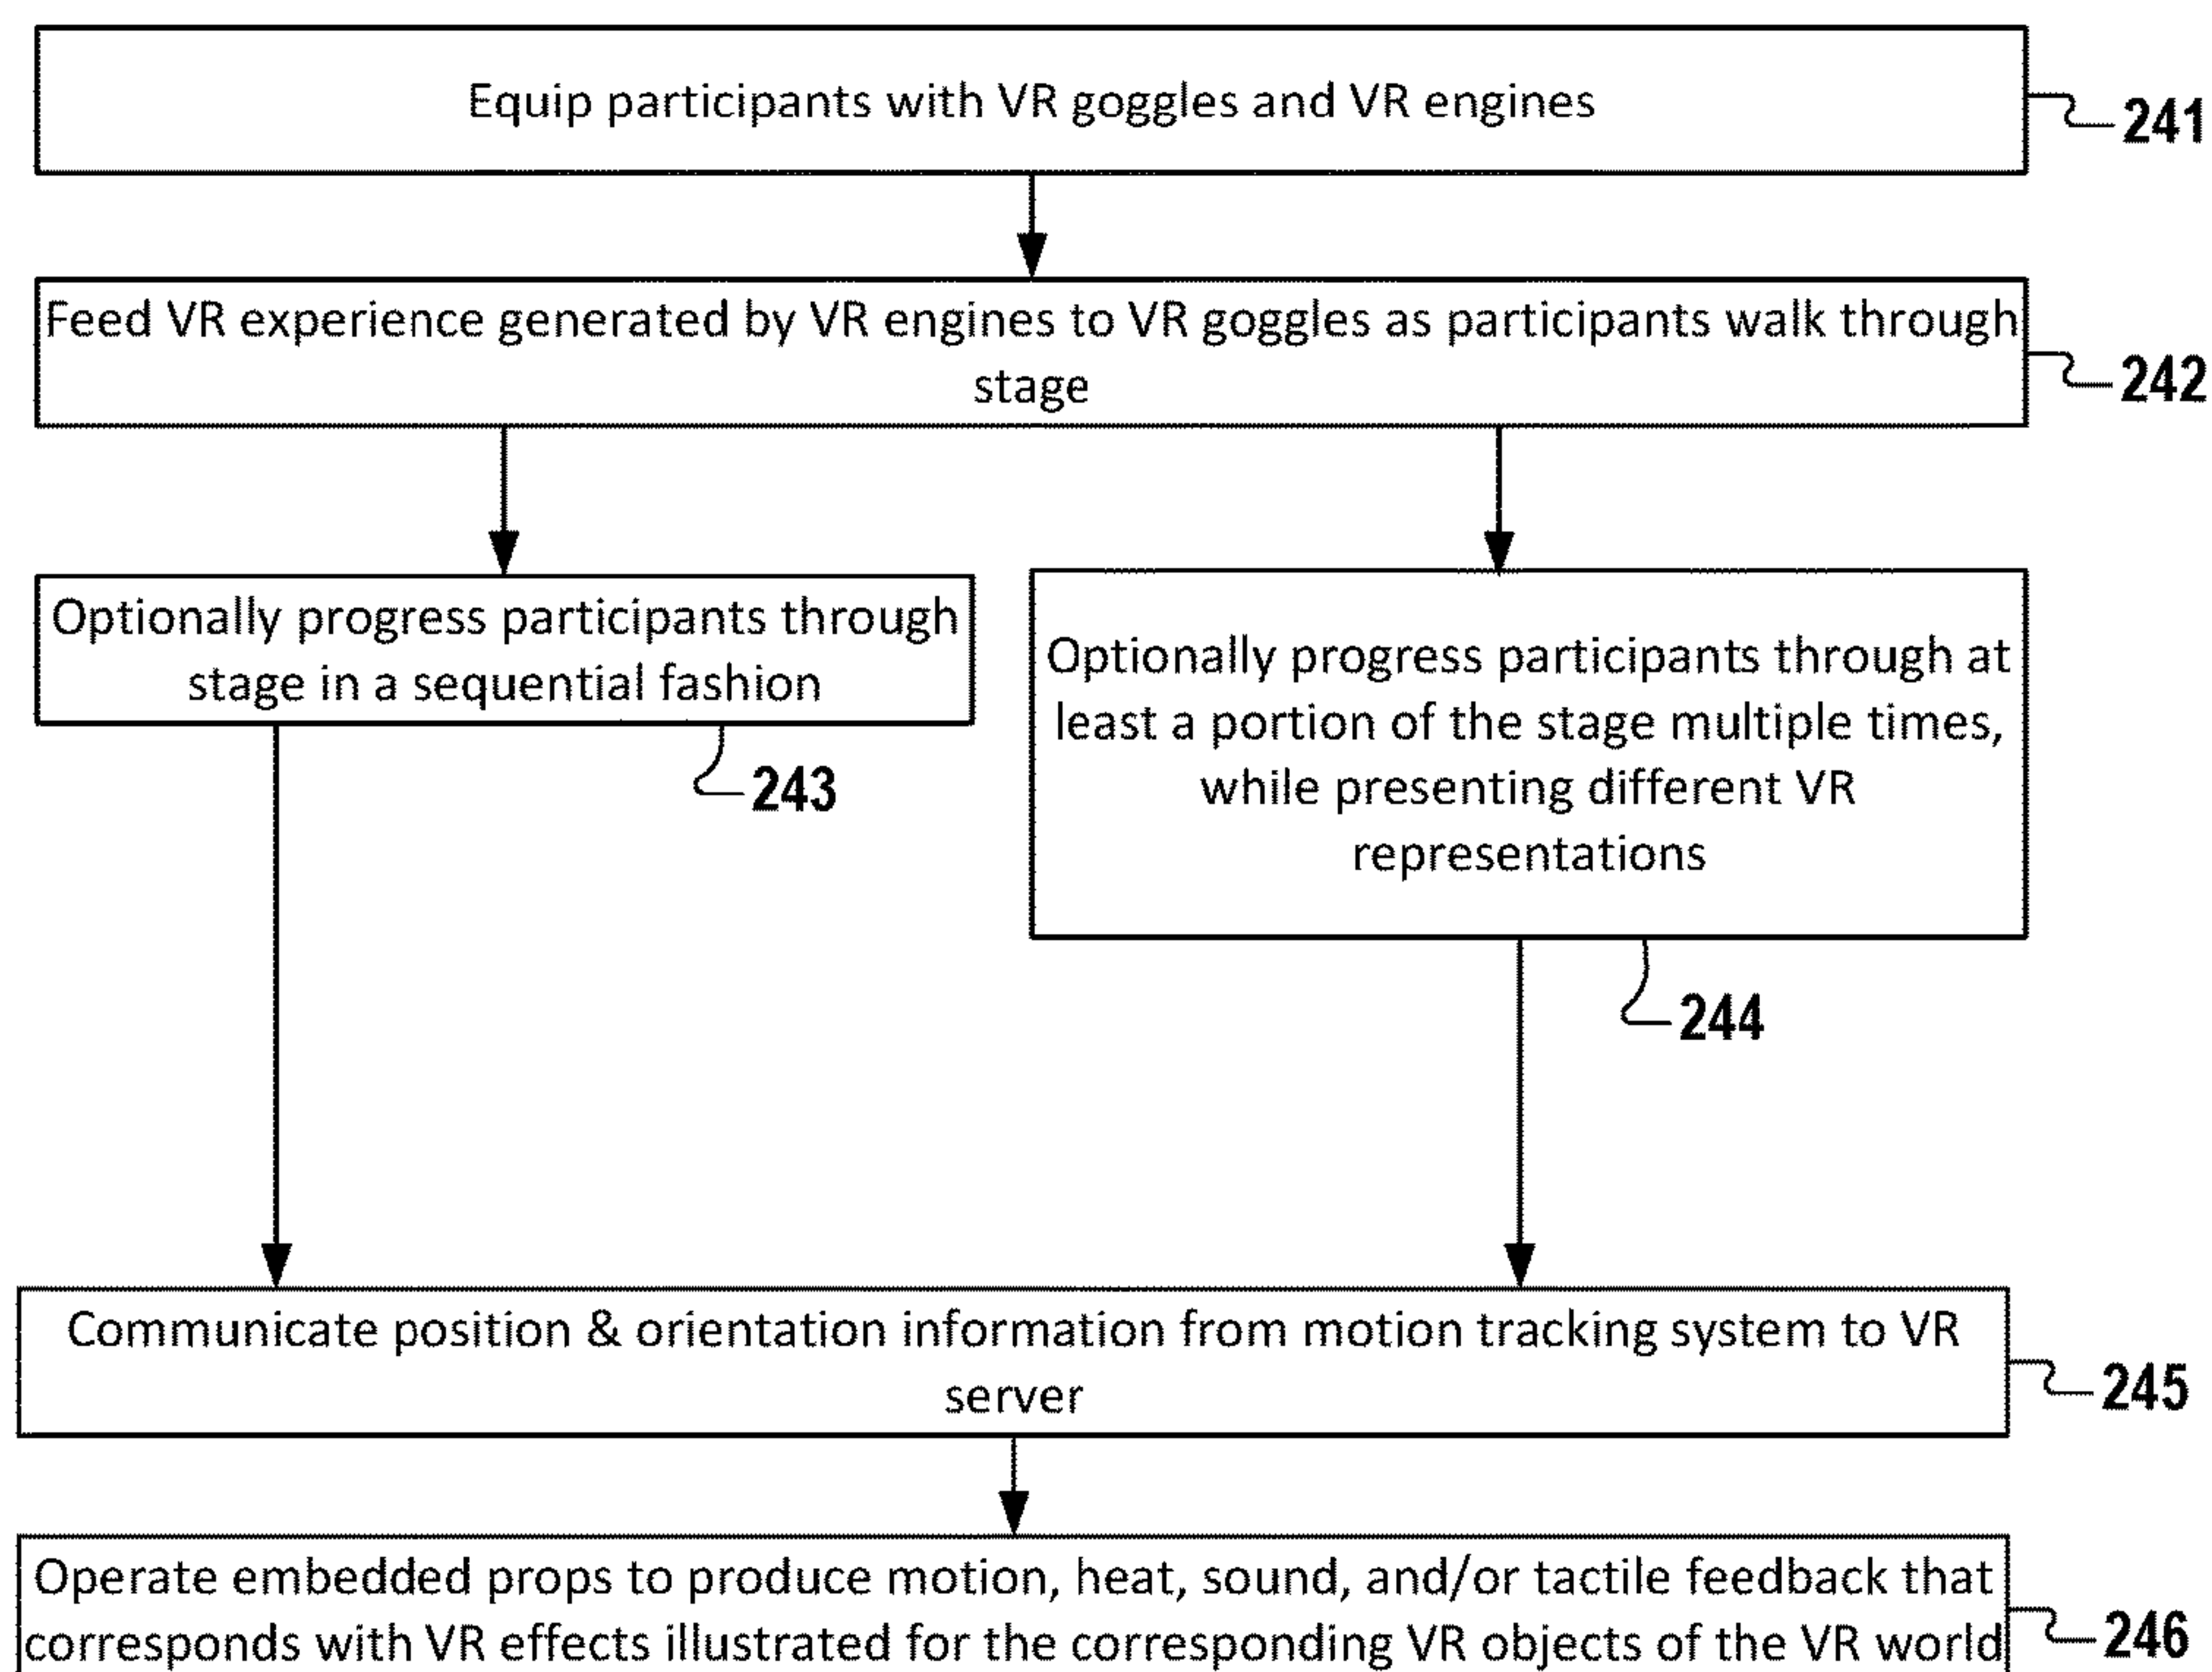 Equip participants with VR goggles and VR engines
241
Feed VR experience generated by VR engines to VR goggles as participants walk through
stage
242
Optionally progress participants through
stage in a sequential fashion
243
Optionally progress participants through at
least a portion of the stage multiple times,
while presenting different VR
representations
244
Communicate position & orientation information from motion tracking system to VR
server
245
Operate embedded props to produce motion, heat, sound, and/or tactile feedback that
corresponds with VR effects illustrated for the corresponding VR objects of the VR world
246